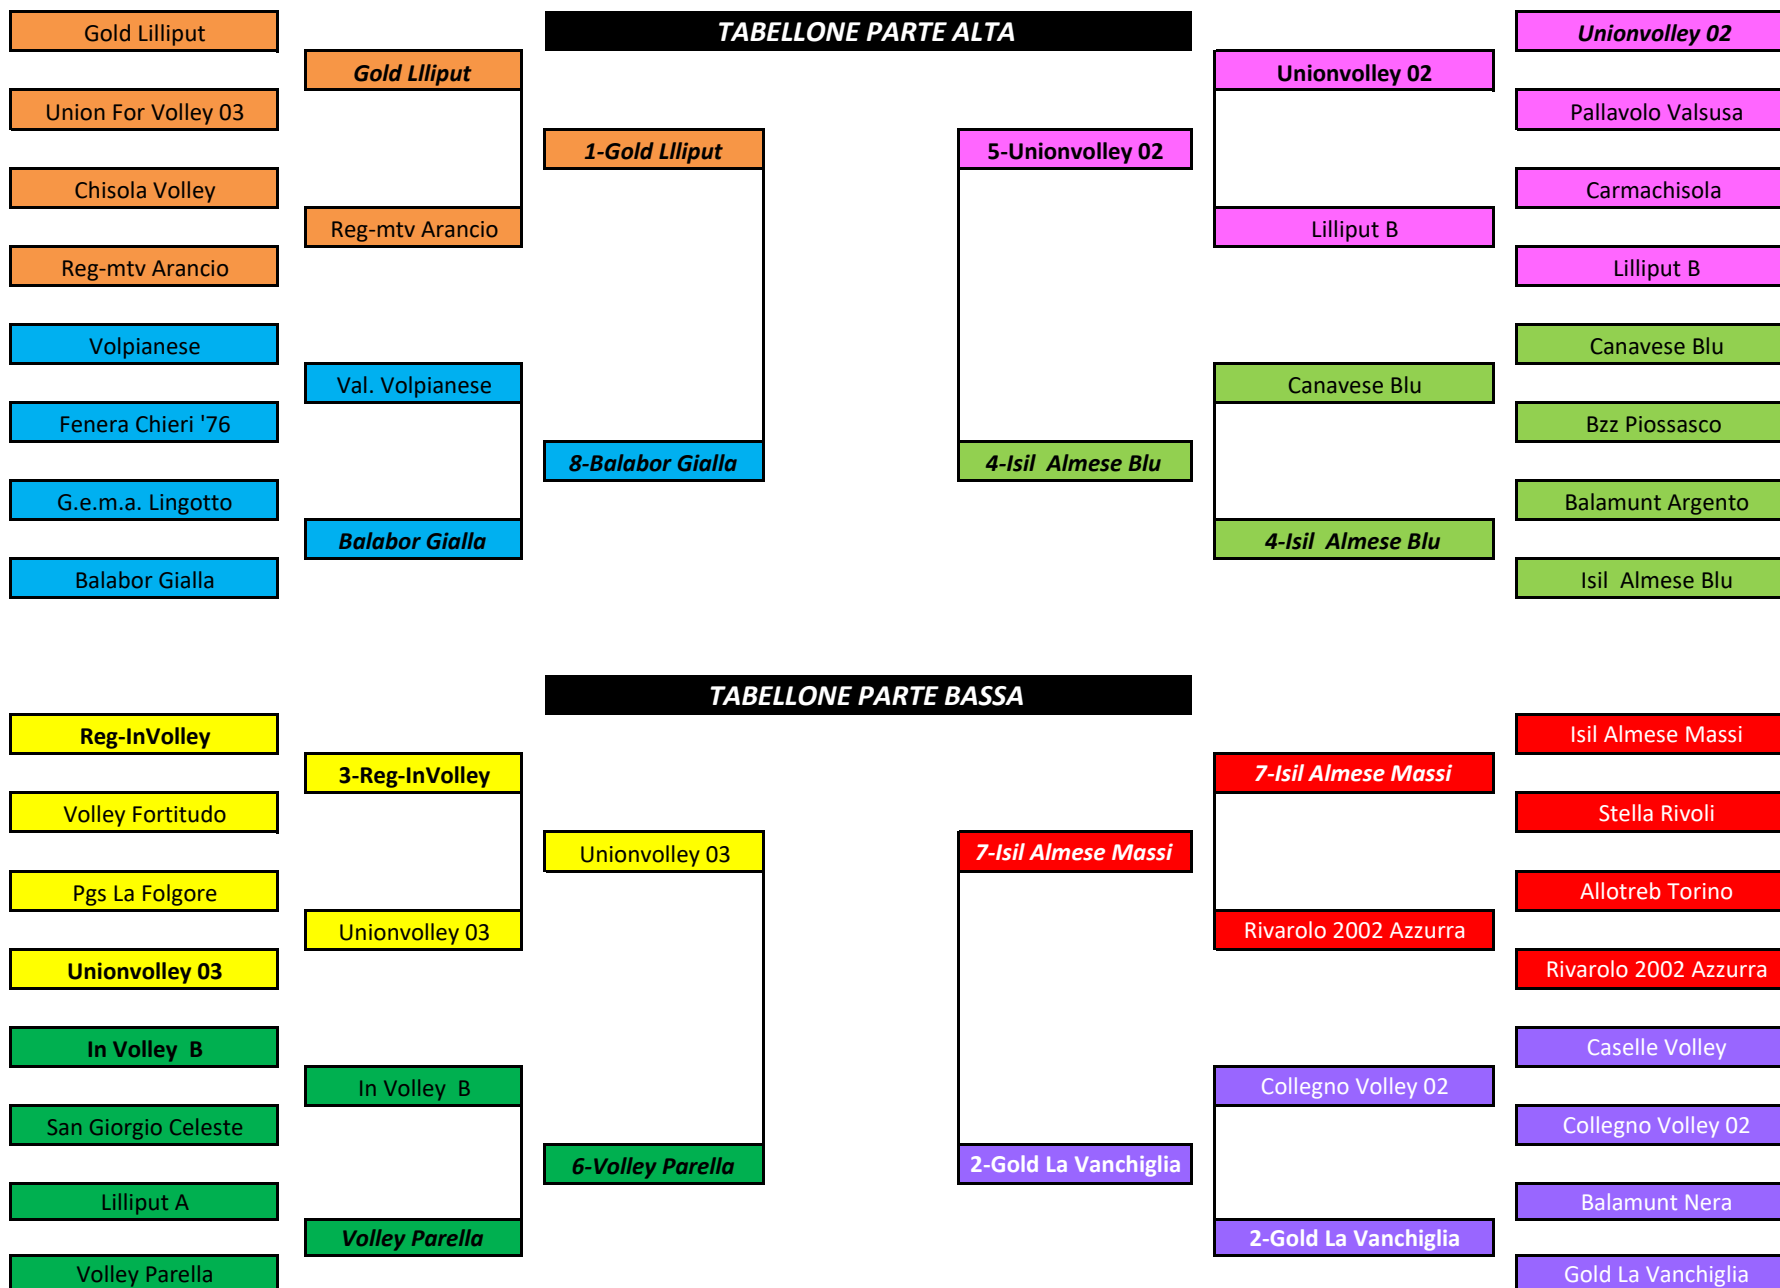 Gold Lilliput
TABELLONE PARTE ALTA
Unionvolley 02
Gold Llliput
Unionvolley 02
Union For Volley 03
Pallavolo Valsusa
1-Gold Llliput
5-Unionvolley 02
Chisola Volley
Carmachisola
Reg-mtv Arancio
Lilliput B
Reg-mtv Arancio
Lilliput B
Volpianese
Canavese Blu
Val. Volpianese
Canavese Blu
Fenera Chieri '76
Bzz Piossasco
8-Balabor Gialla
4-Isil  Almese Blu
G.e.m.a. Lingotto
Balamunt Argento
Balabor Gialla
4-Isil  Almese Blu
Balabor Gialla
Isil  Almese Blu
TABELLONE PARTE BASSA
Reg-InVolley
Isil Almese Massi
3-Reg-InVolley
7-Isil Almese Massi
Volley Fortitudo
Stella Rivoli
Unionvolley 03
7-Isil Almese Massi
Pgs La Folgore
Allotreb Torino
Unionvolley 03
Rivarolo 2002 Azzurra
Unionvolley 03
Rivarolo 2002 Azzurra
In Volley  B
Caselle Volley
In Volley  B
Collegno Volley 02
San Giorgio Celeste
Collegno Volley 02
6-Volley Parella
2-Gold La Vanchiglia
Lilliput A
Balamunt Nera
Volley Parella
2-Gold La Vanchiglia
Volley Parella
Gold La Vanchiglia